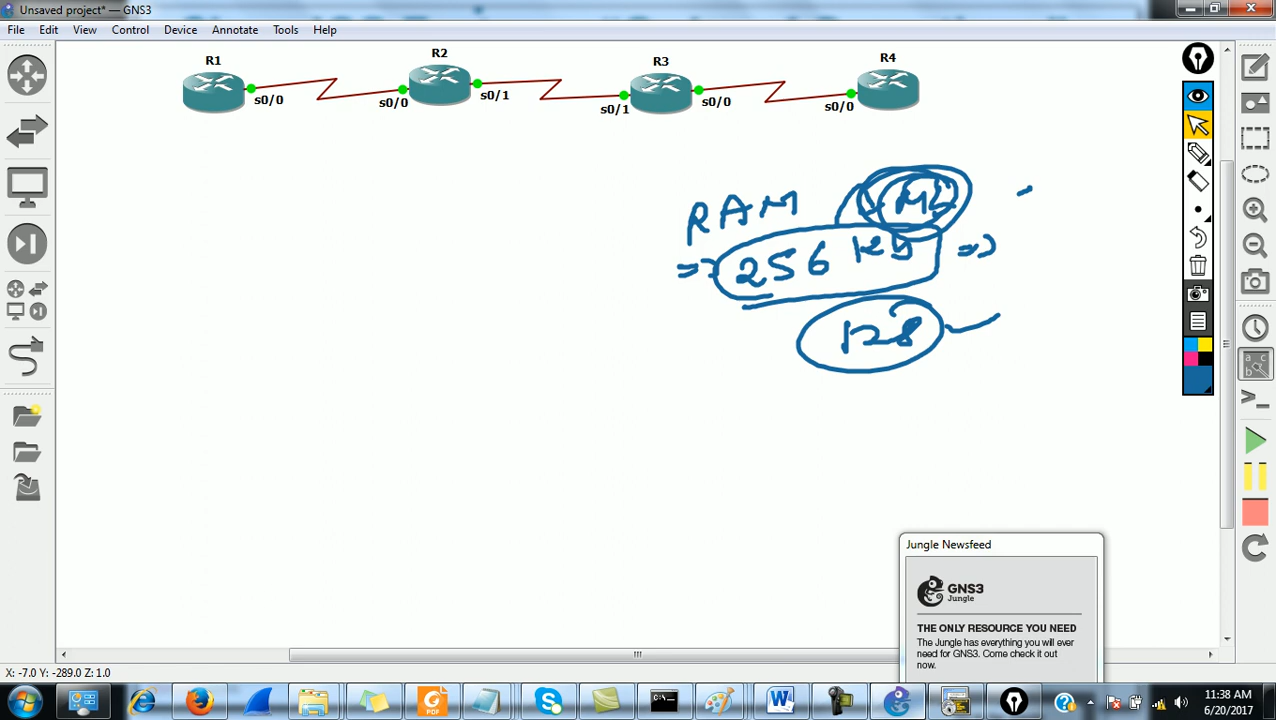 Unsaved project* — GNS3
File Edit View Control Device Annotate Tools Help
R1 R2 R3 R4
s0/0 s0/0 s0/1 s0/1 s0/0 s0/0
RAM MB
=> 256 KB =>
128
Jungle Newsfeed
GNS3
Jungle
THE ONLY RESOURCE YOU NEED
The Jungle has everything you will ever
need for GNS3. Come check it out
now.
a c
b
X: -7.0 Y: -289.0 Z: 1.0
PDF
C:\_
W
11:38 AM
6/20/2017